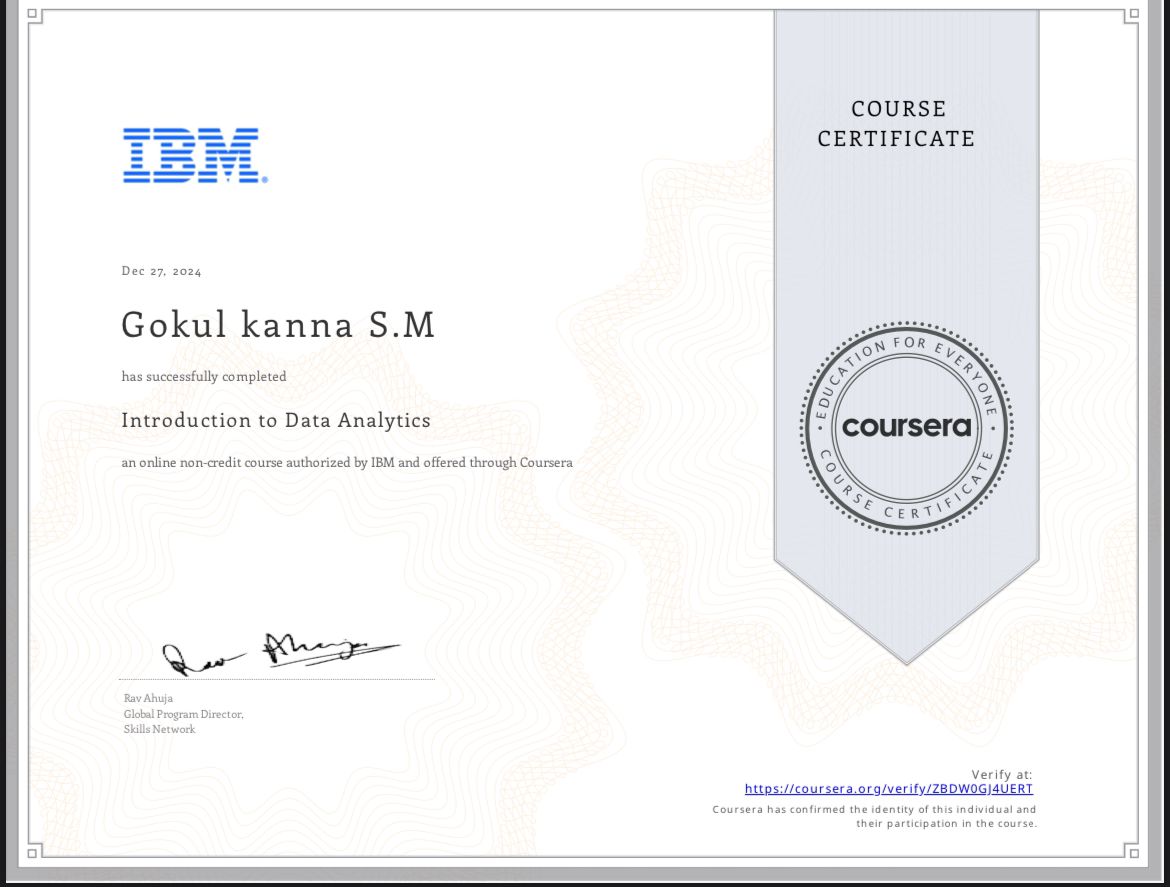 COURSE
CERTIFICATE
IBM®
Dec 27, 2024
Gokul kanna S.M
has successfully completed
Introduction to Data Analytics
an online non-credit course authorized by IBM and offered through Coursera
EDUCATION FOR EVERYONE
coursera
COURSE CERTIFICATE
Rav Ahuja
Rav Ahuja
Global Program Director,
Skills Network
Verify at:
https://coursera.org/verify/ZBDW0GJ4UERT
Coursera has confirmed the identity of this individual and
their participation in the course.